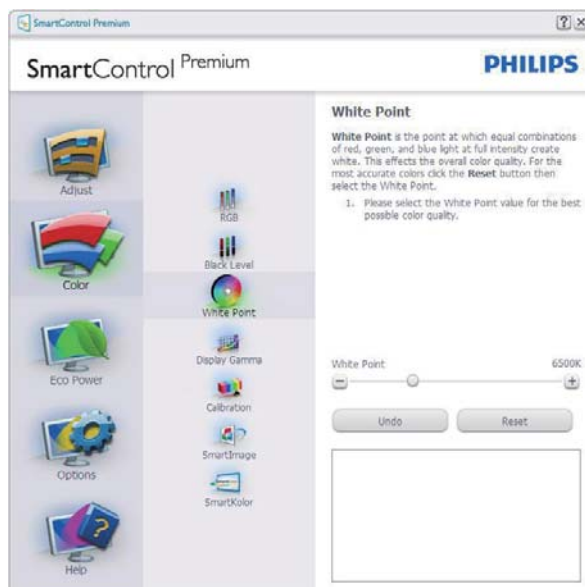 SmartControl Premium
SmartControl Premium
PHILIPS
Adjust
Color
Eco Power
Options
Help
RGB
Black Level
White Point
Display Gamma
Calibration
SmartImage
SmartKolor
White Point
White Point is the point at which equal combinations
of red, green, and blue light at full intensity create
white. This effects the overall color quality. For the
most accurate colors click the Reset button then
select the White Point.
1. Please select the White Point value for the best
possible color quality.
White Point 6500K
Undo Reset